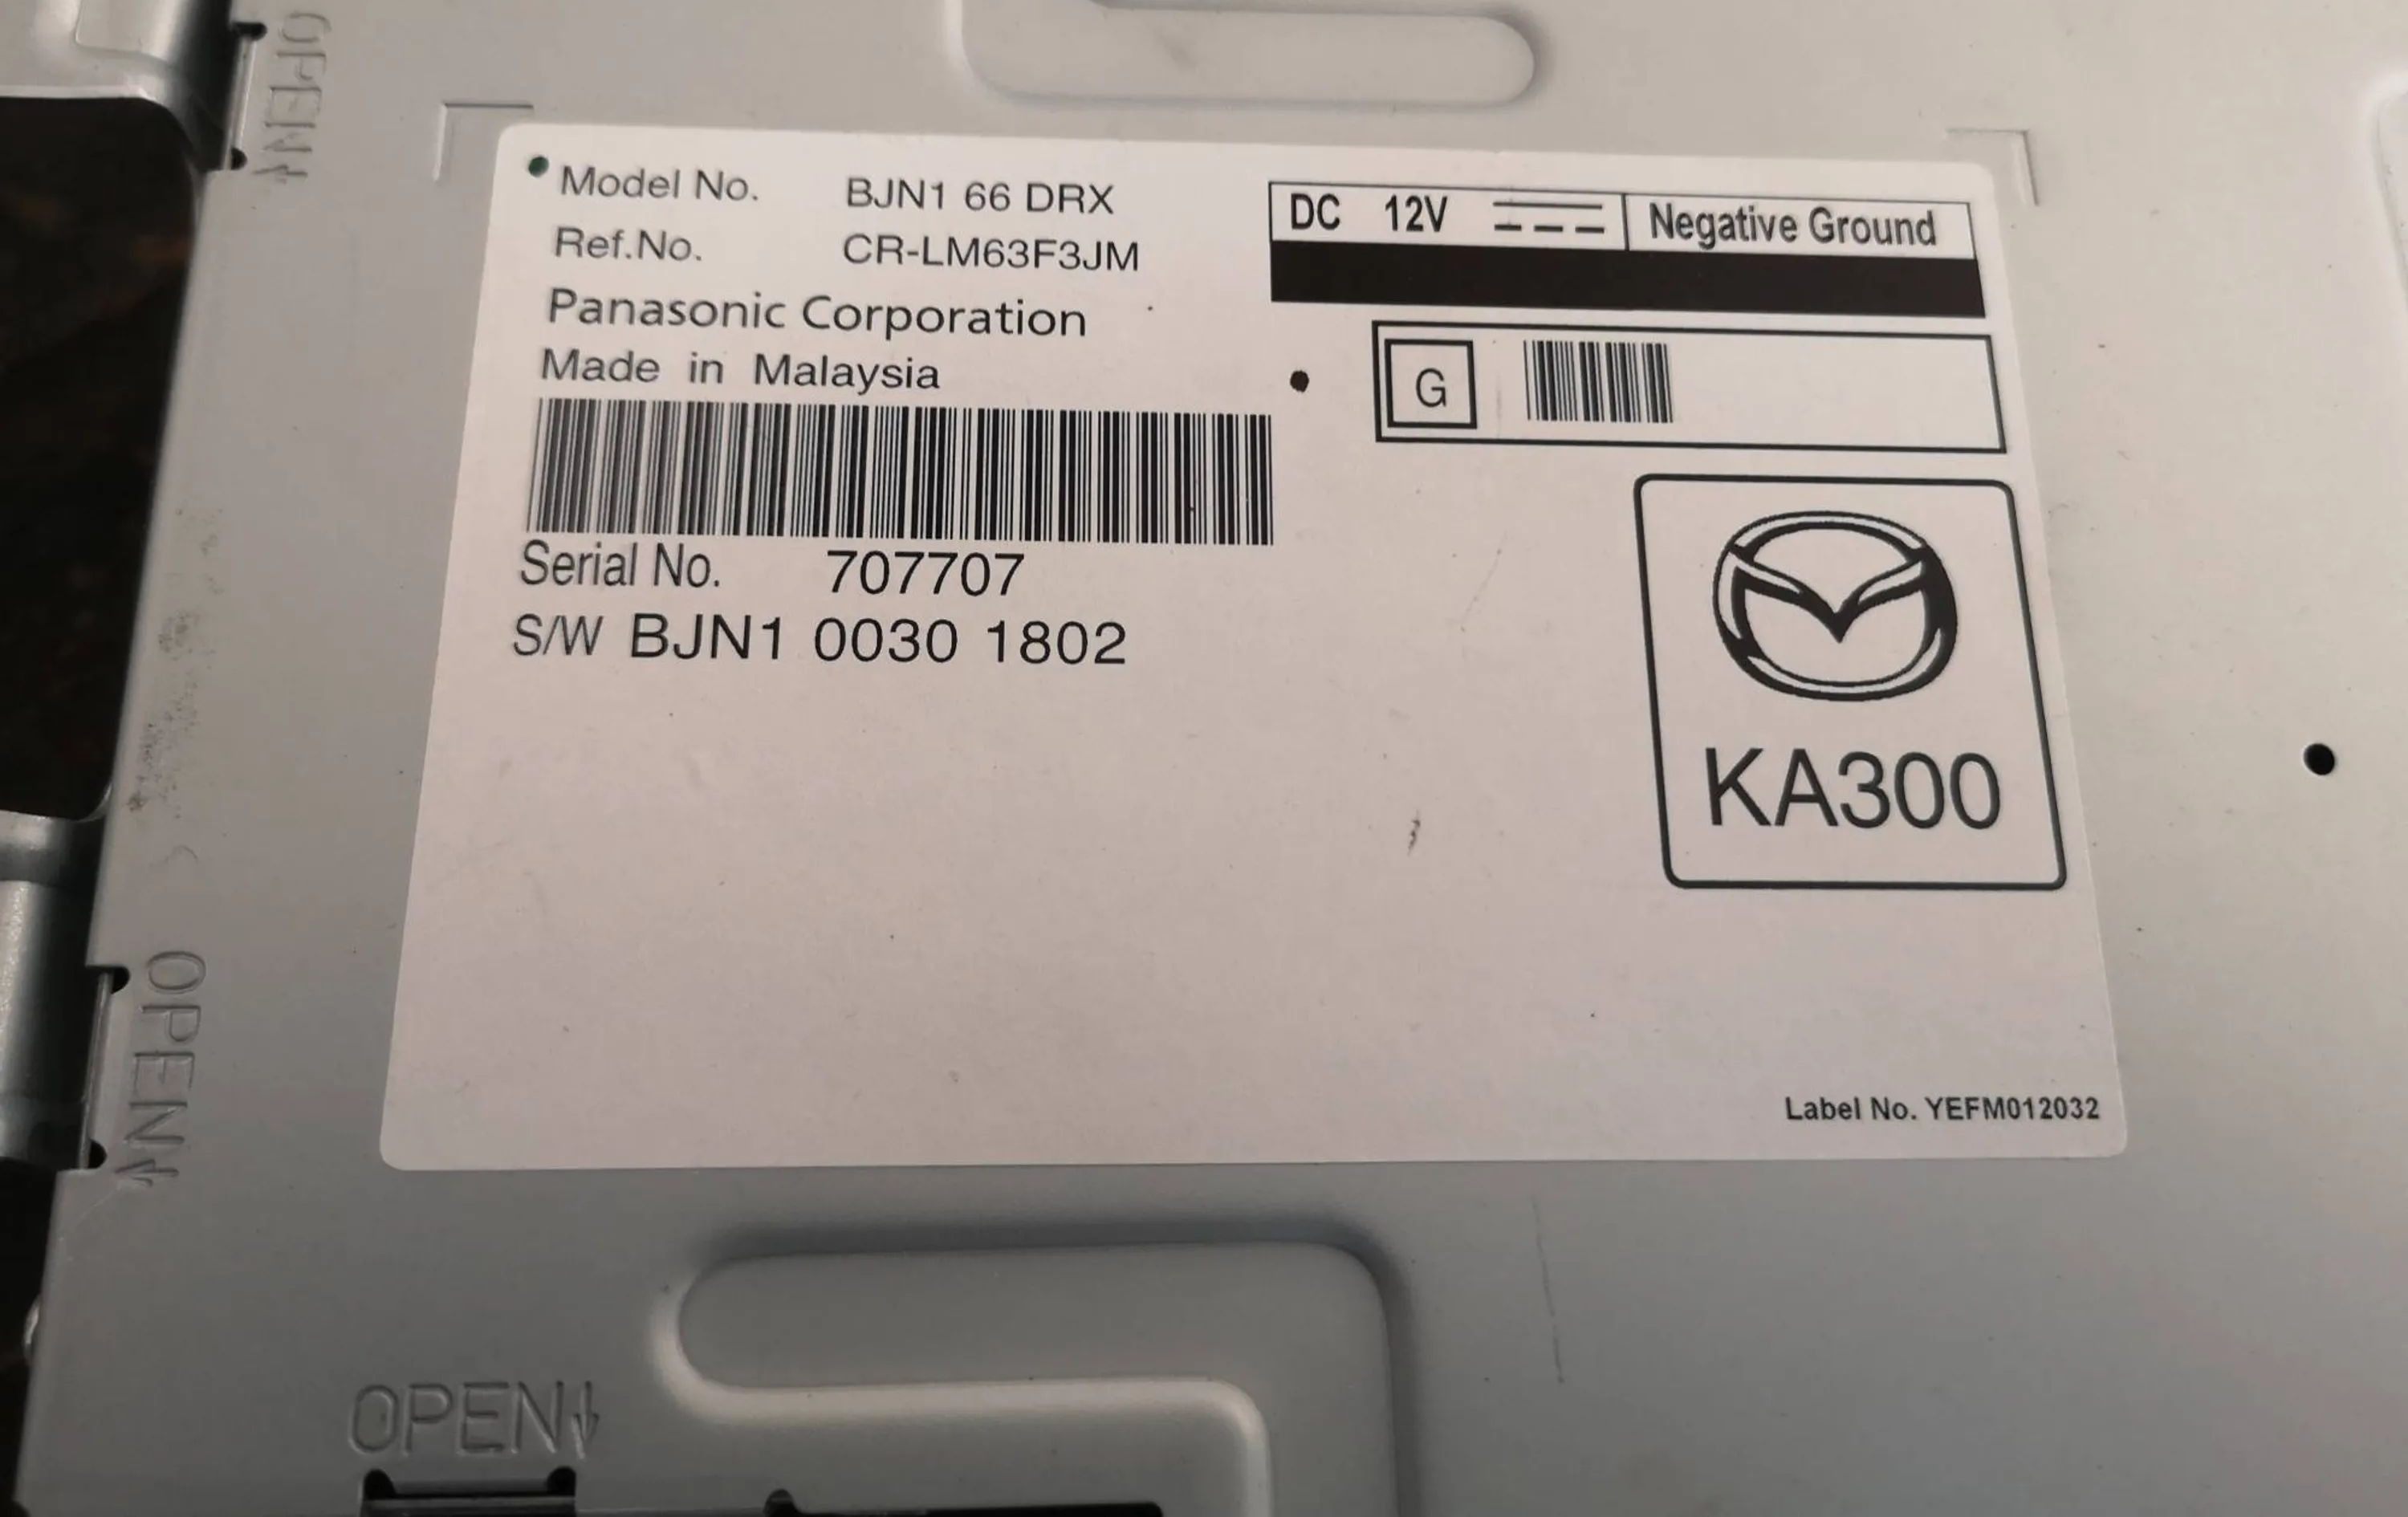 OPEN
Model No. BJN1 66 DRX
Ref.No. CR-LM63F3JM
Panasonic Corporation
Made in Malaysia
DC 12V Negative Ground
G
Serial No. 707707
S/W BJN1 0030 1802
KA300
Label No. YEFM012032
OPEN
OPEN